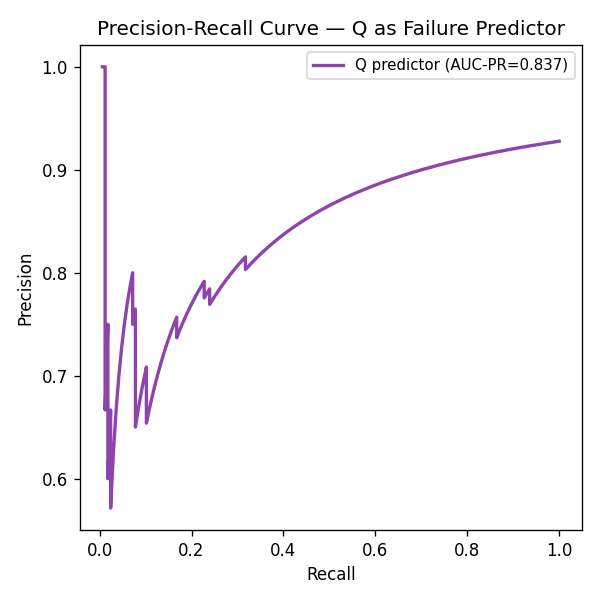 Precision-Recall Curve — Q as Failure Predictor
Q predictor (AUC-PR=0.837)
1.0
0.9
0.8
0.7
0.6
Precision
0.0 0.2 0.4 0.6 0.8 1.0
Recall